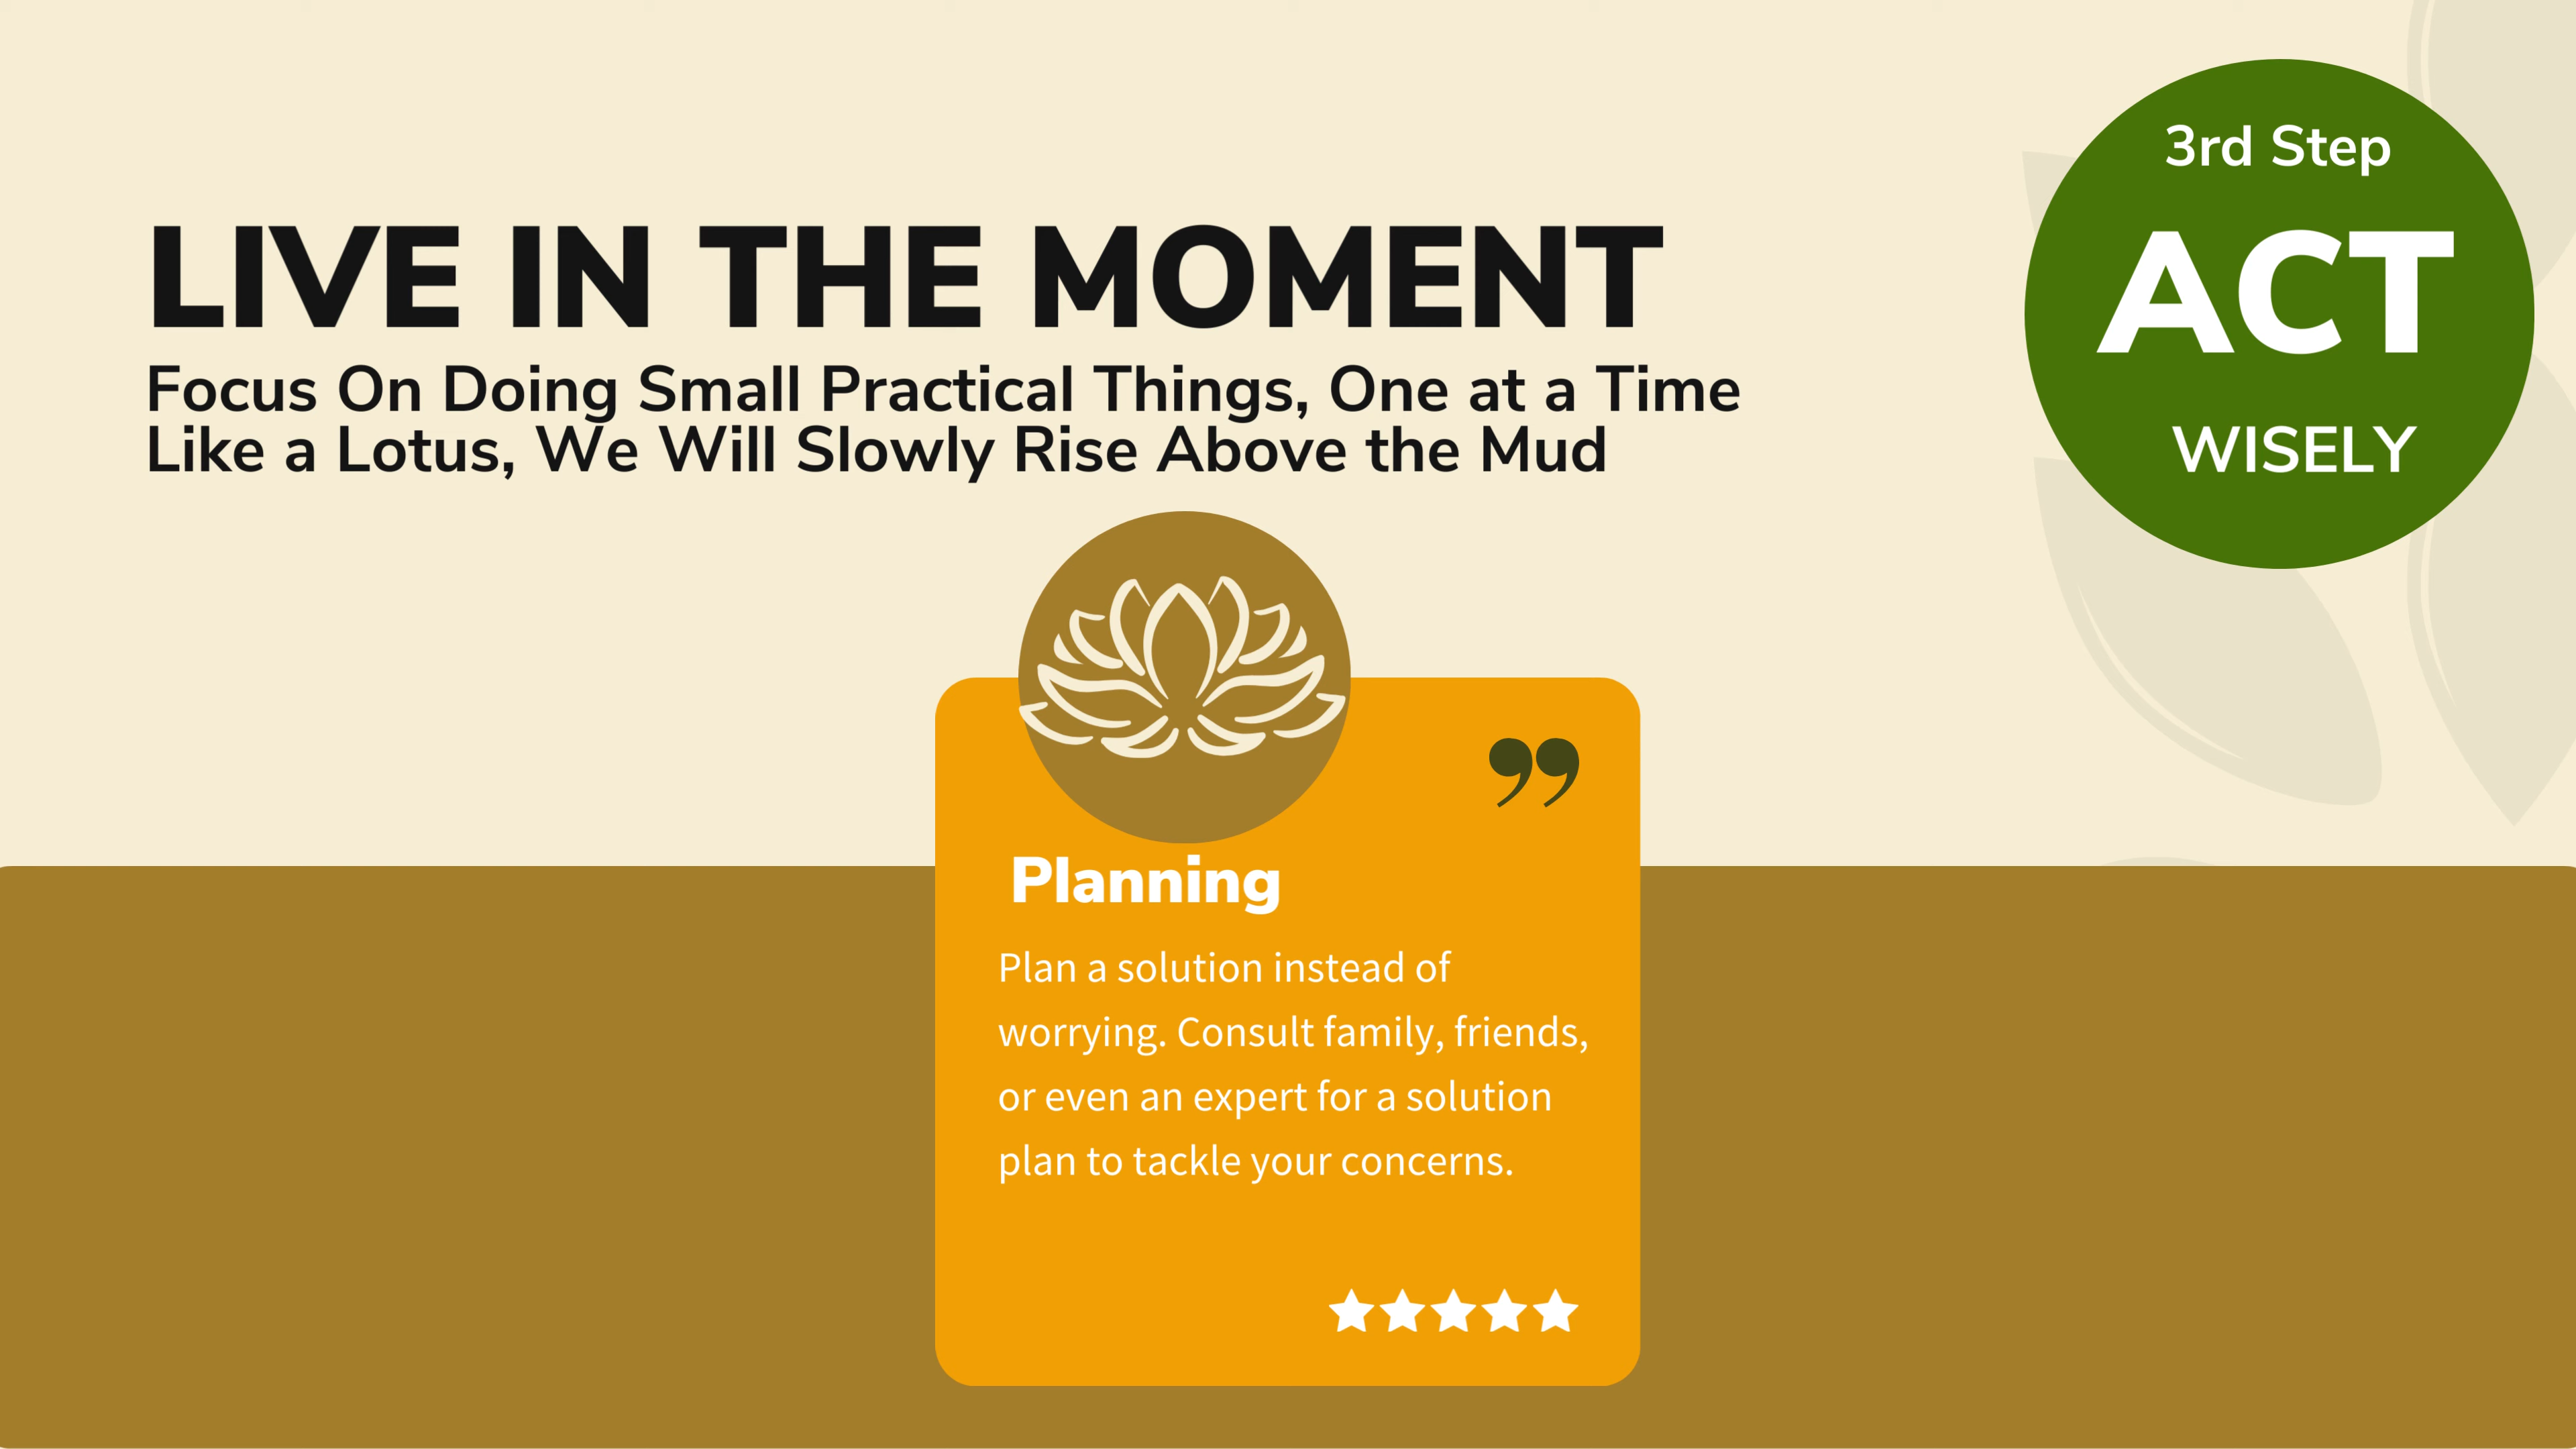 LIVE IN THE MOMENT
Focus On Doing Small Practical Things, One at a Time
Like a Lotus, We Will Slowly Rise Above the Mud
3rd Step
ACT
WISELY
”
Planning
Plan a solution instead of
worrying. Consult family, friends,
or even an expert for a solution
plan to tackle your concerns.